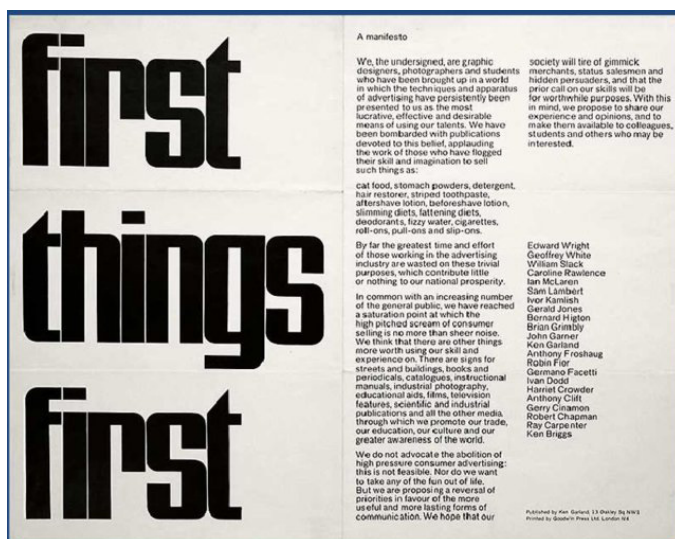 first
things
first
A manifesto
We, the undersigned, are graphic
designers, photographers and students
who have been brought up in a world
in which the techniques and apparatus
of advertising have persistently been
presented to us as the most
lucrative, effective and desirable
means of using our talents. We have
been bombarded with publications
devoted to this belief, applauding
the work of those who have flogged
their skill and imagination to sell
such things as:
cat food, stomach powders, detergent,
hair restorer, striped toothpaste,
aftershave lotion, beforeshave lotion,
slimming diets, fattening diets,
deodorants, fizzy water, cigarettes,
roll-ons, pull-ons and slip-ons.
By far the greatest time and effort
of those working in the advertising
industry are wasted on these trivial
purposes, which contribute little
or nothing to our national prosperity.
In common with an increasing number
of the general public, we have reached
a saturation point at which the
high pitched scream of consumer
selling is no more than sheer noise.
We think that there are other things
more worth using our skill and
experience on. There are signs for
streets and buildings, books and
periodicals, catalogues, instructional
manuals, industrial photography,
educational aids, films, television
features, scientific and industrial
publications and all the other media
through which we promote our trade,
our education, our culture and our
greater awareness of the world.
We do not advocate the abolition of
high pressure consumer advertising:
this is not feasible. Nor do we want
to take any of the fun out of life.
But we are proposing a reversal of
priorities in favour of the more
useful and more lasting forms of
communication. We hope that our
society will tire of gimmick
merchants, status salesmen and
hidden persuaders, and that the
prior call on our skills will be
for worthwhile purposes. With this
in mind, we propose to share our
experience and opinions, and to
make them available to colleagues,
students and others who may be
interested.
Edward Wright
Geoffrey White
William Slack
Caroline Rawlence
Ian McLaren
Sam Lambert
Ivor Kamlish
Gerald Jones
Bernard Higton
Brian Grimbly
John Garner
Ken Garland
Anthony Froshaug
Robin Fior
Germano Facetti
Ivan Dodd
Harriet Crowder
Anthony Clift
Gerry Cinamon
Robert Chapman
Ray Carpenter
Ken Briggs
Published by Ken Garland, 13 Oakley Sq NW1
Printed by Goodwin Press Ltd. London N4